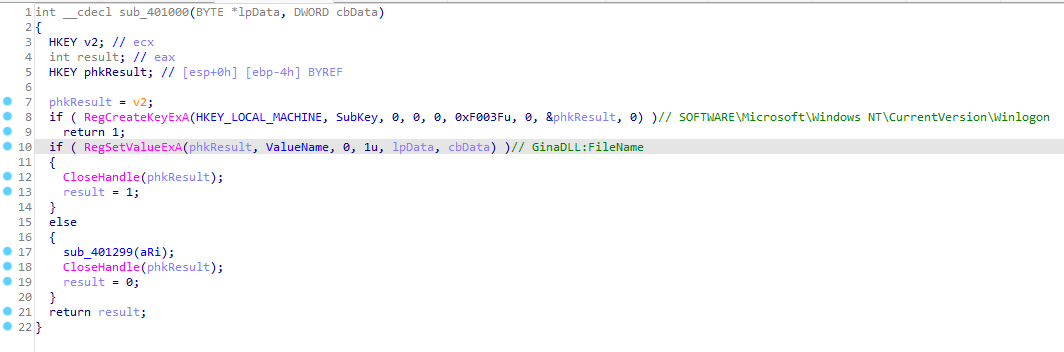 1 int __cdecl sub_401000(BYTE *lpData, DWORD cbData)
2 {
3 HKEY v2; // ecx
4 int result; // eax
5 HKEY phkResult; // [esp+0h] [ebp-4h] BYREF
6
7 phkResult = v2;
8 if ( RegCreateKeyExA(HKEY_LOCAL_MACHINE, SubKey, 0, 0, 0, 0xF003Fu, 0, &phkResult, 0) )// SOFTWARE\Microsoft\Windows NT\CurrentVersion\Winlogon
9 return 1;
10 if ( RegSetValueExA(phkResult, ValueName, 0, 1u, lpData, cbData) )// GinaDLL:FileName
11 {
12 CloseHandle(phkResult);
13 result = 1;
14 }
15 else
16 {
17 sub_401299(aRi);
18 CloseHandle(phkResult);
19 result = 0;
20 }
21 return result;
22 }